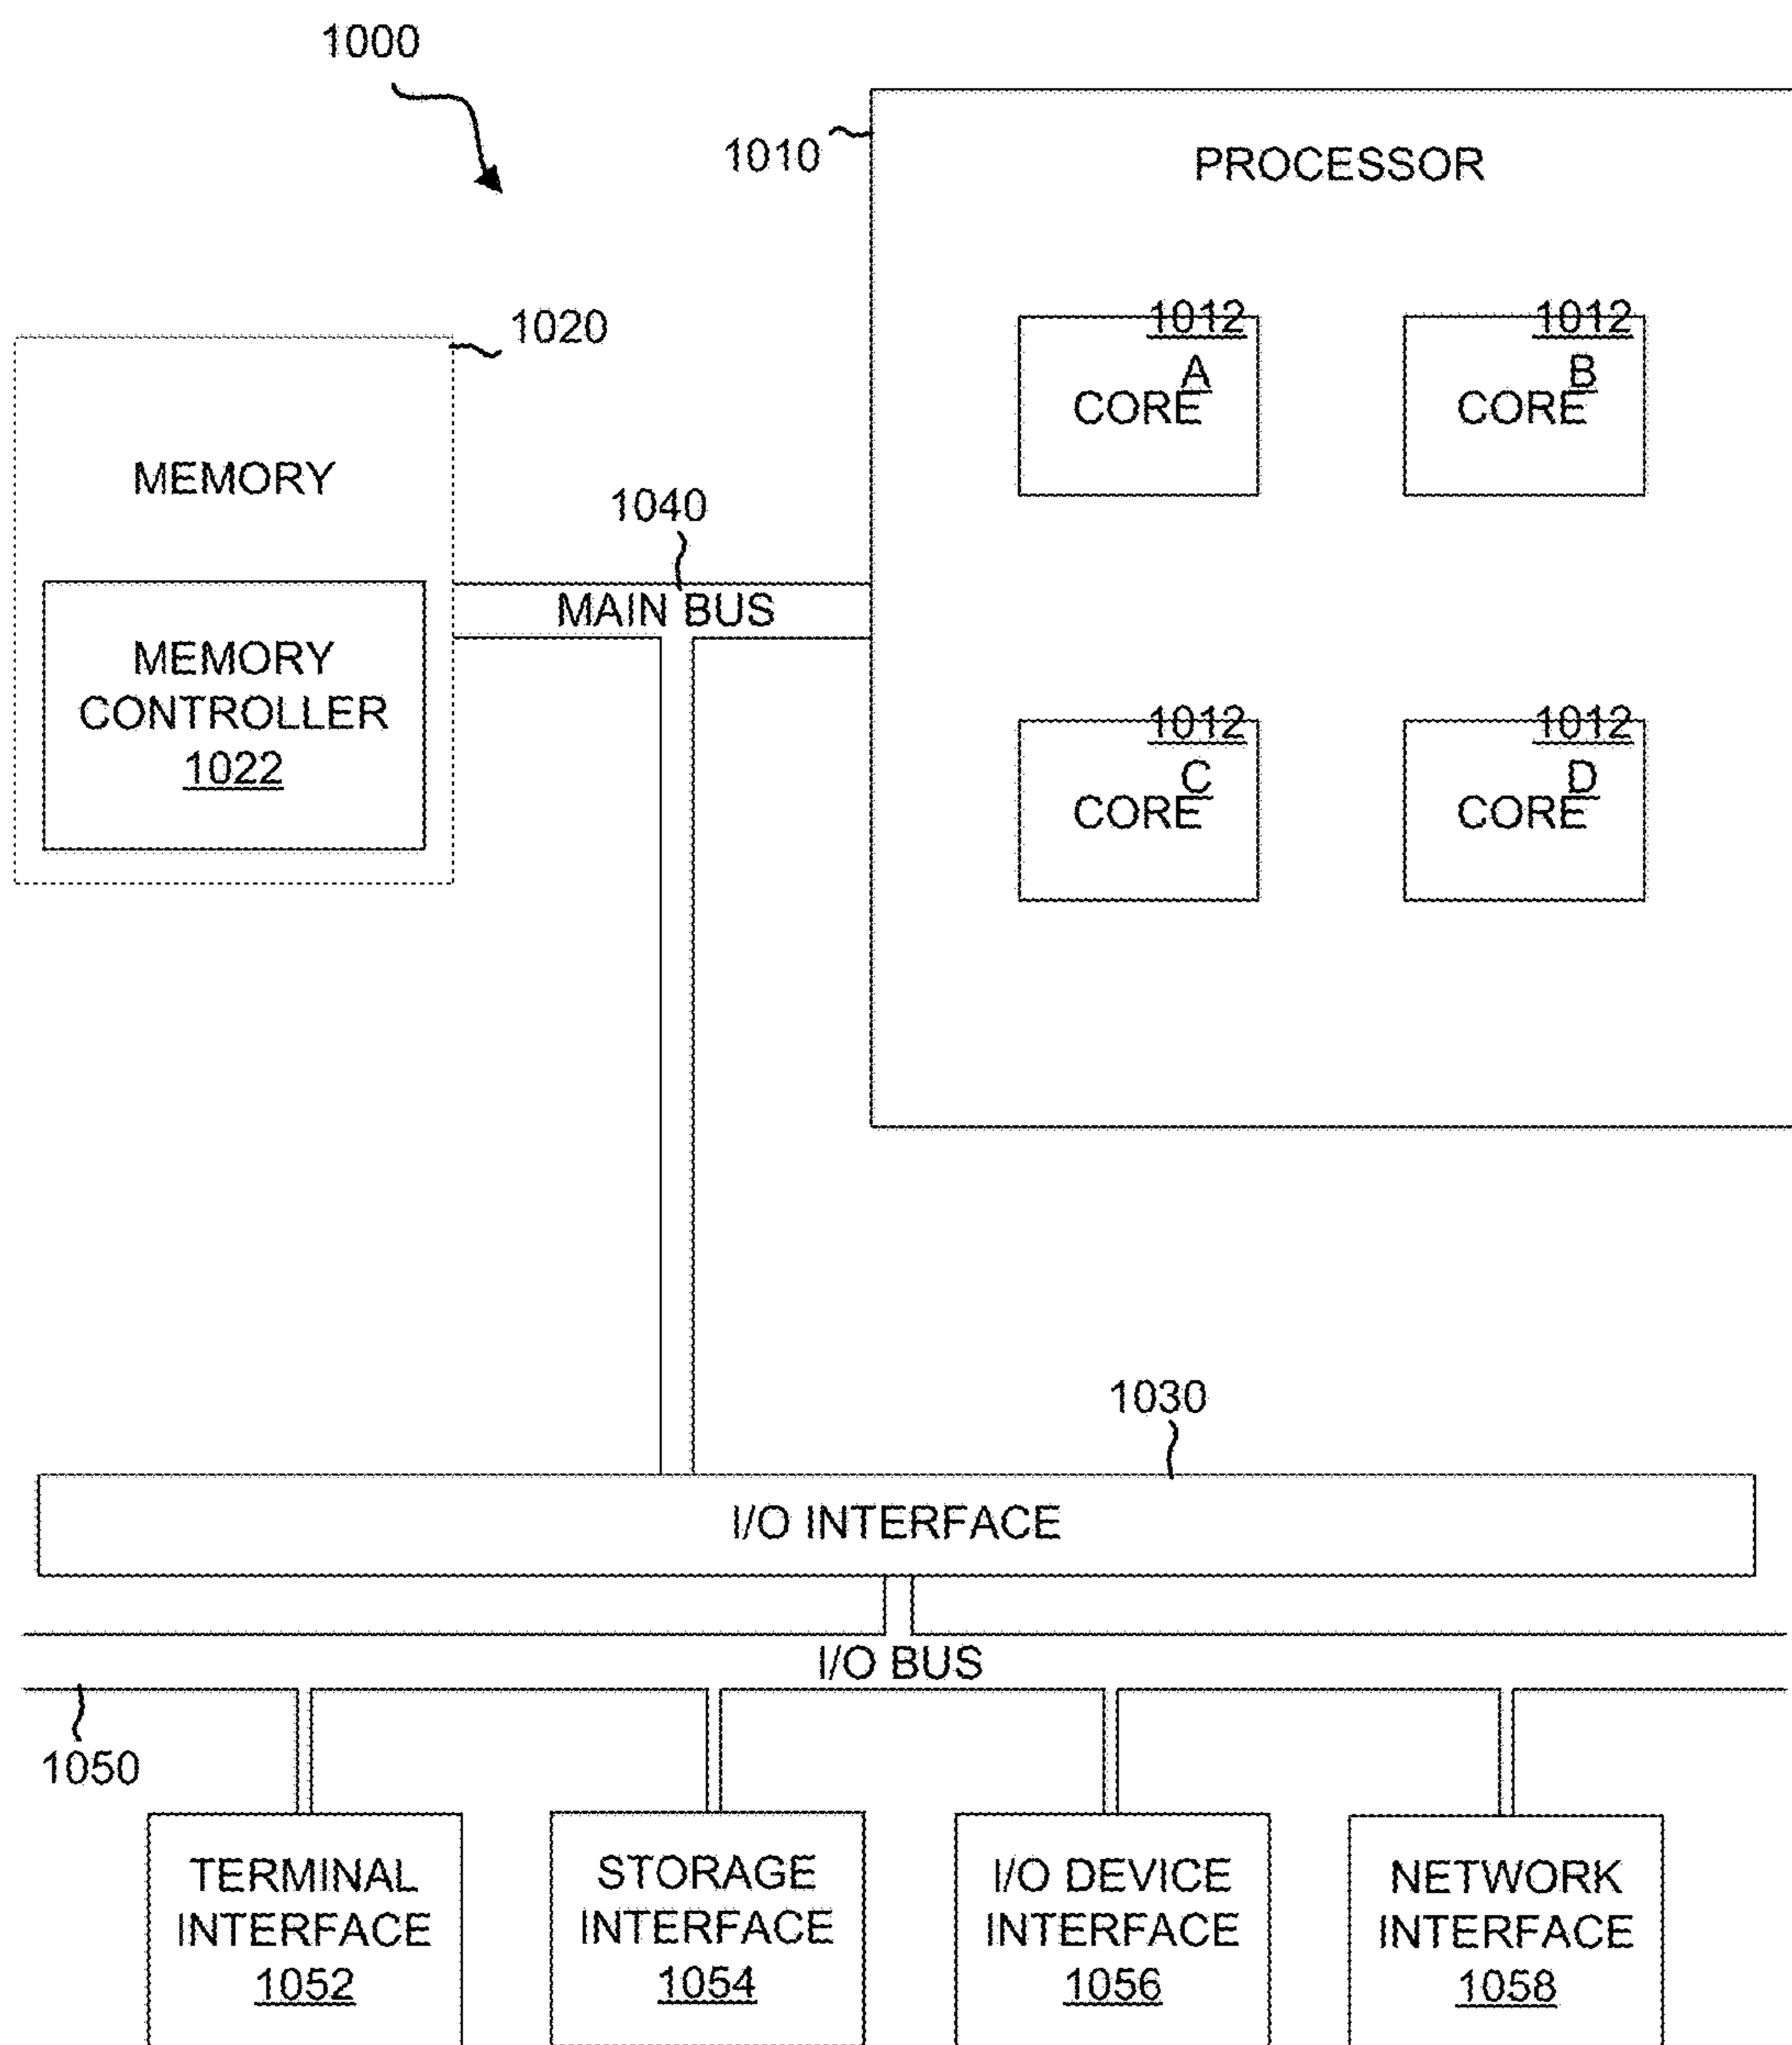 1000
1010
PROCESSOR
1012
A
CORE
1012
B
CORE
1020
MEMORY
1040
MAIN BUS
MEMORY
CONTROLLER
1022
1012
C
CORE
1012
D
CORE
1030
I/O INTERFACE
I/O BUS
1050
TERMINAL
INTERFACE
1052
STORAGE
INTERFACE
1054
I/O DEVICE
INTERFACE
1056
NETWORK
INTERFACE
1058